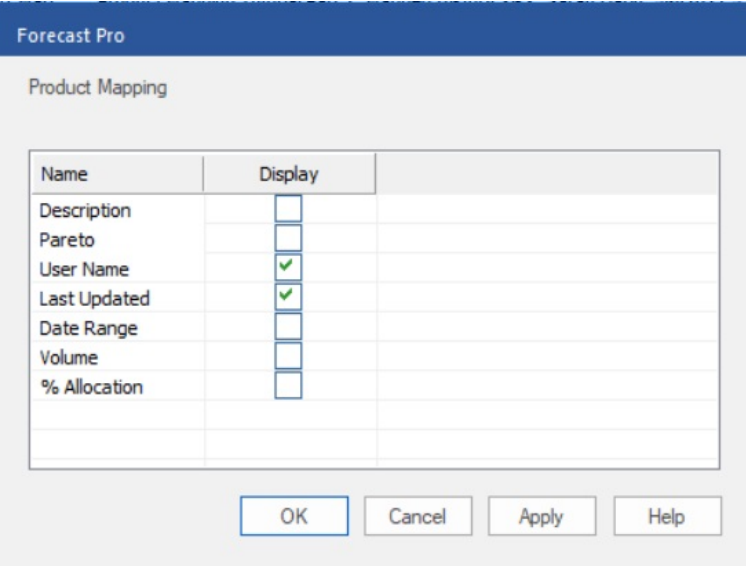 Forecast Pro
Product Mapping
Name Display
Description
Pareto
User Name
Last Updated
Date Range
Volume
% Allocation
OK Cancel Apply Help